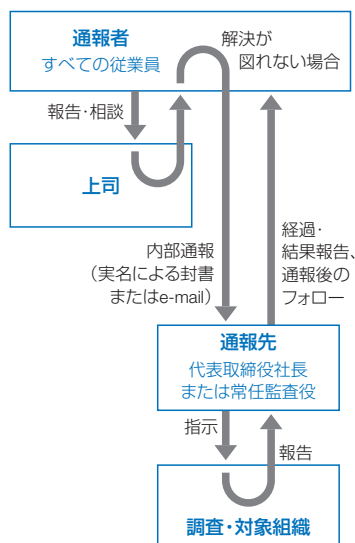 通報者
すべての従業員
解決が
図れない場合
報告・相談
上司
内部通報
（実名による封書
またはe-mail）
経過・
結果報告、
通報後の
フォロー
通報先
代表取締役社長
または常任監査役
指示
報告
調査・対象組織